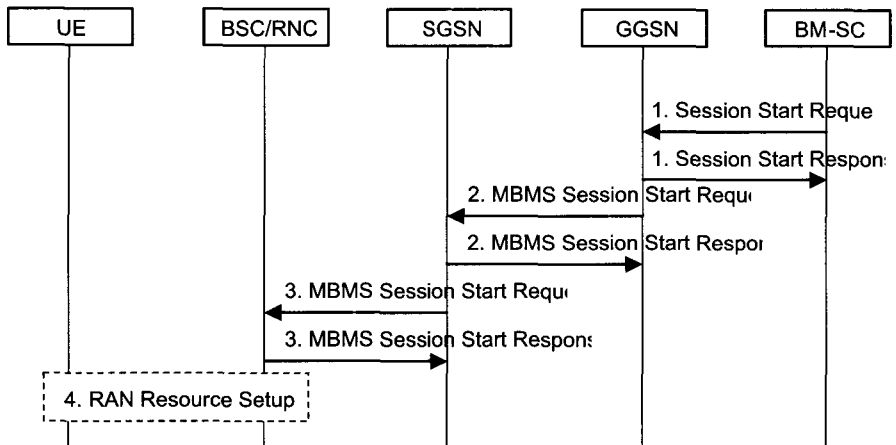 UE
BSC/RNC
SGSN
GGSN
BM-SC
1. Session Start Reque
1. Session Start Respon
2. MBMS Session Start Requ
2. MBMS Session Start Respor
3. MBMS Session Start Requ
3. MBMS Session Start Respons
4. RAN Resource Setup